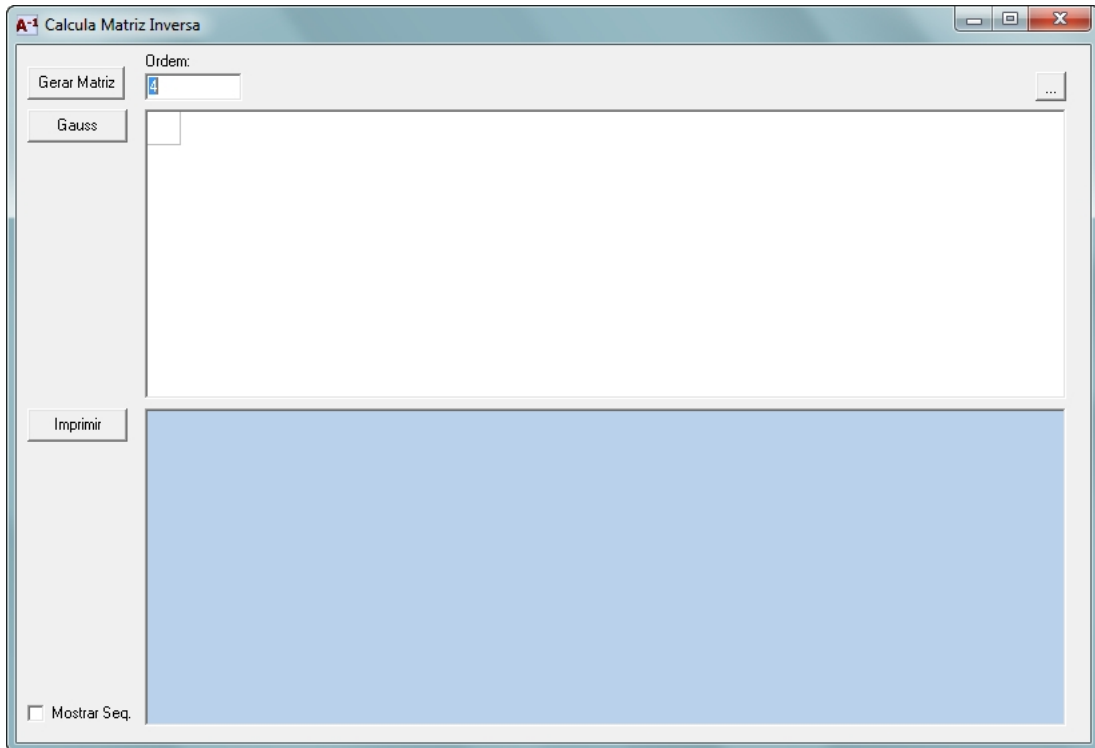 A-1 Calcula Matriz Inversa
Ordem:
Gerar Matriz
4
...
Gauss
Imprimir
Mostrar Seq.